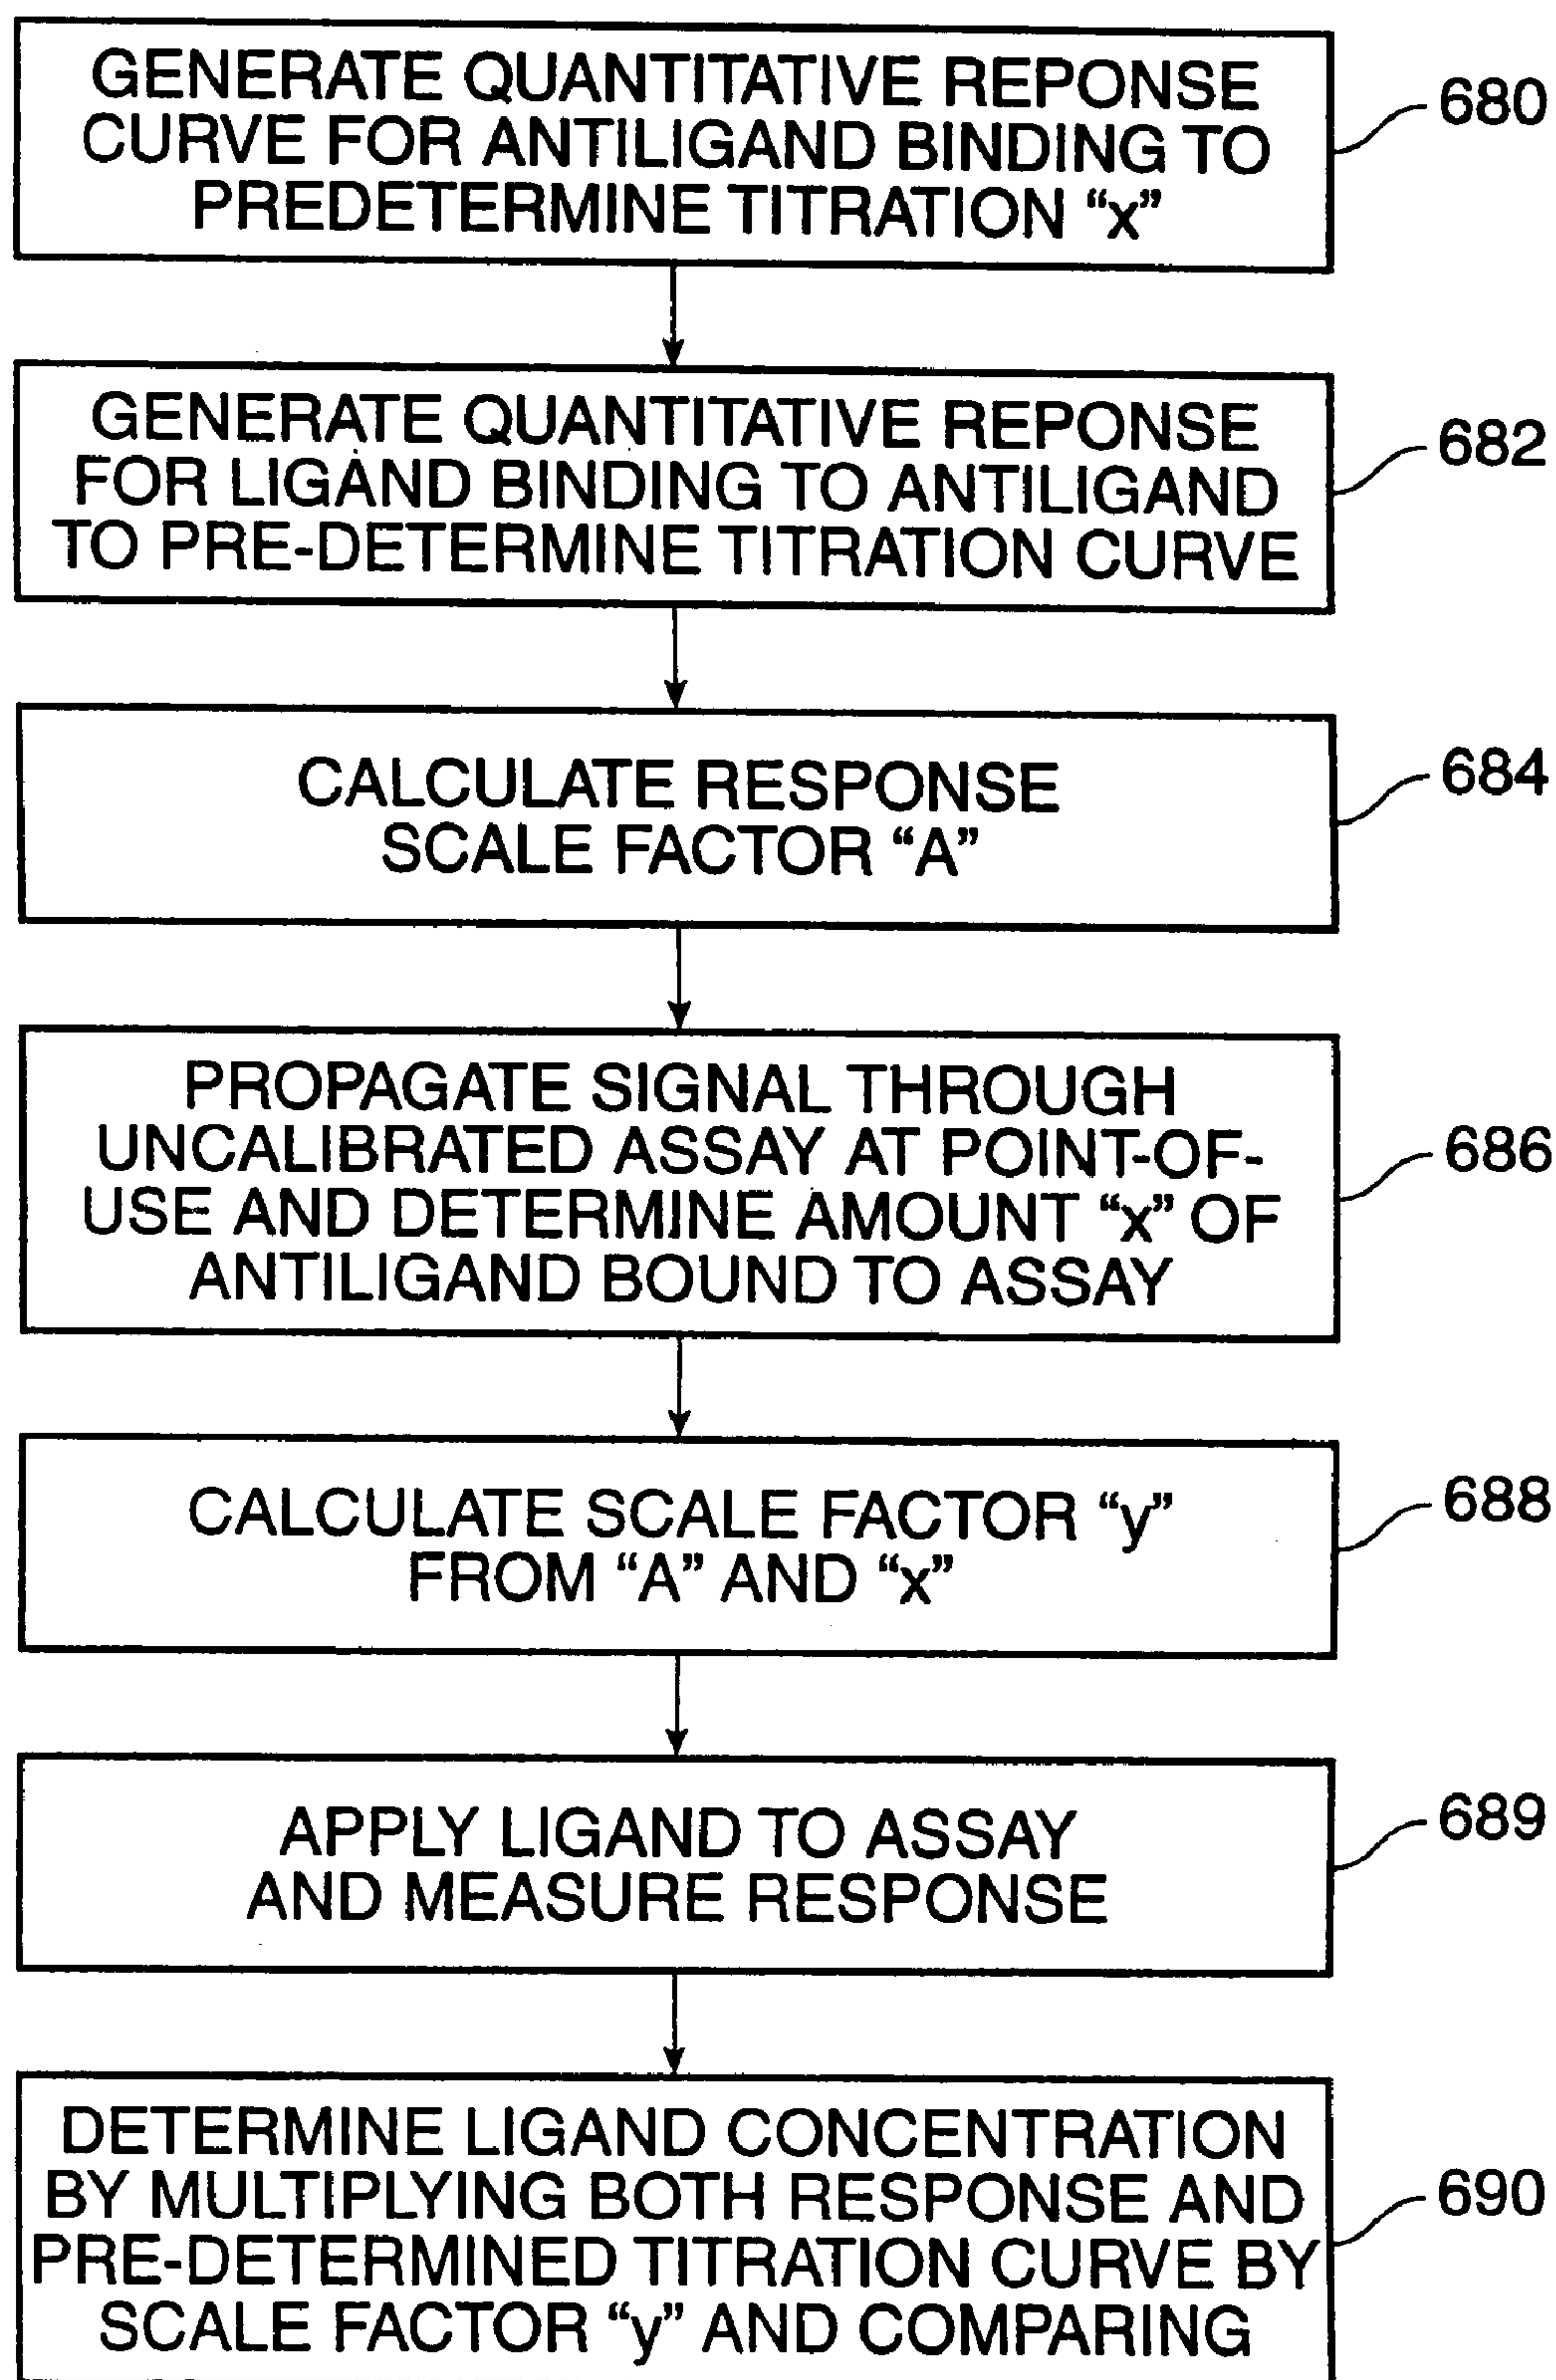 GENERATE QUANTITATIVE REPONSE
CURVE FOR ANTILIGAND BINDING TO
PREDETERMINE TITRATION “x”
680
GENERATE QUANTITATIVE REPONSE
FOR LIGAND BINDING TO ANTILIGAND
TO PRE-DETERMINE TITRATION CURVE
682
CALCULATE RESPONSE
SCALE FACTOR “A”
684
PROPAGATE SIGNAL THROUGH
UNCALIBRATED ASSAY AT POINT-OF-
USE AND DETERMINE AMOUNT “x” OF
ANTILIGAND BOUND TO ASSAY
686
CALCULATE SCALE FACTOR “y”
FROM “A” AND “x”
688
APPLY LIGAND TO ASSAY
AND MEASURE RESPONSE
689
DETERMINE LIGAND CONCENTRATION
BY MULTIPLYING BOTH RESPONSE AND
PRE-DETERMINED TITRATION CURVE BY
SCALE FACTOR “y” AND COMPARING
690